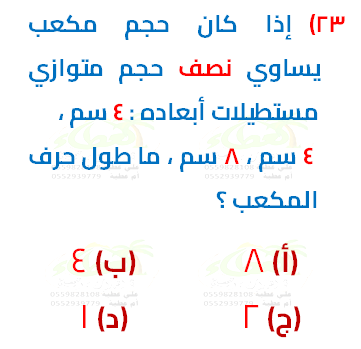 ٢٣) إذا كان حجم مكعب
يساوي نصف حجم متوازي
مستطيلات أبعاده : ٤ سم ،
٤ سم ، ٨ سم ، ما طول حرف
المكعب ؟
(أ) ٨ (ب) ٤
(ج) ٢ (د) ١